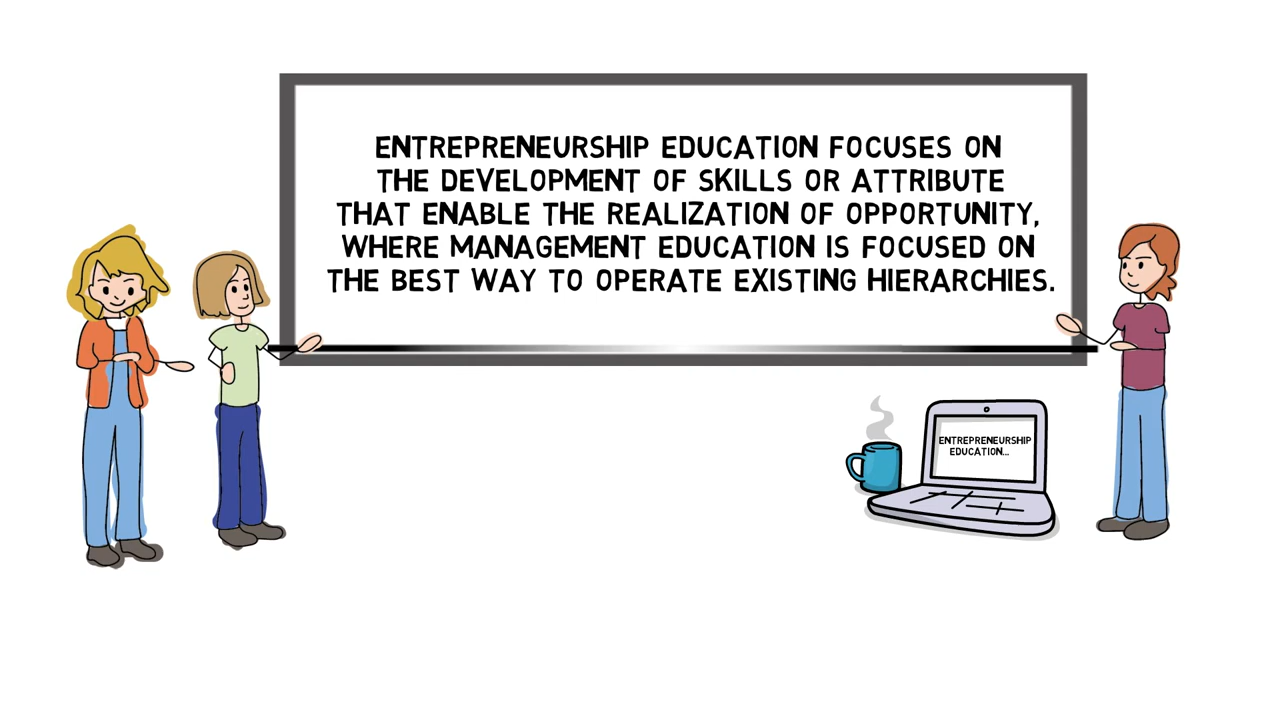 ENTREPRENEURSHIP EDUCATION FOCUSES ON
THE DEVELOPMENT OF SKILLS OR ATTRIBUTE
THAT ENABLE THE REALIZATION OF OPPORTUNITY,
WHERE MANAGEMENT EDUCATION IS FOCUSED ON
THE BEST WAY TO OPERATE EXISTING HIERARCHIES.
ENTREPRENEURSHIP
EDUCATION...